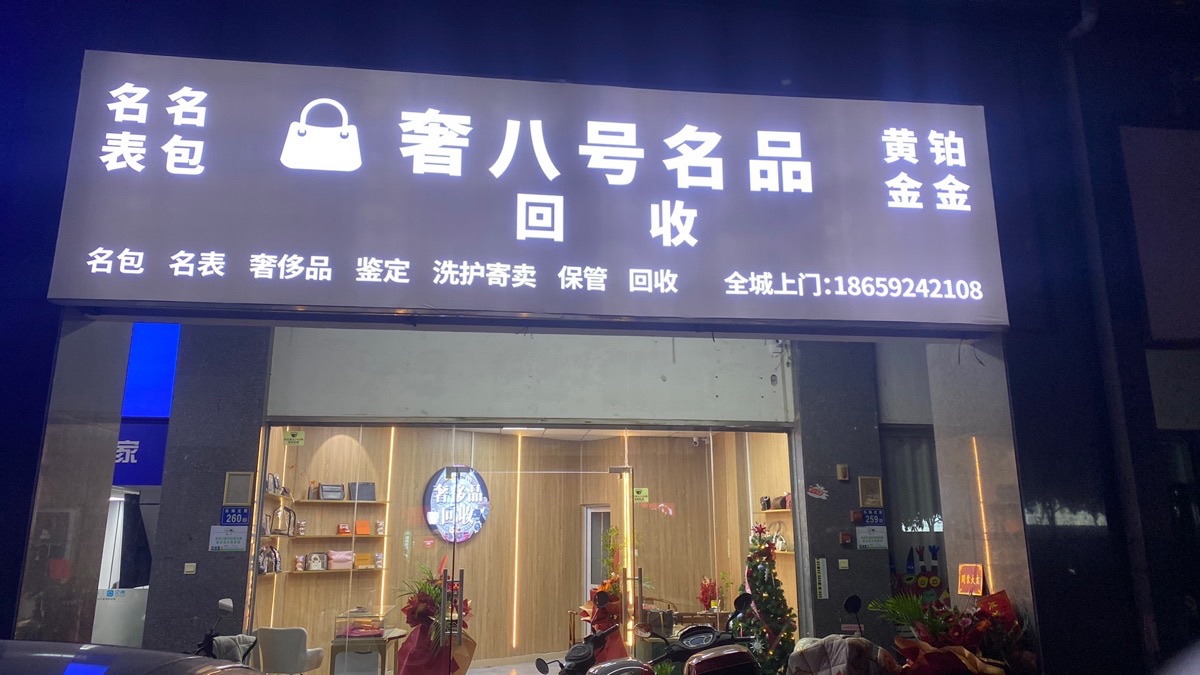 名名
表包
奢八号名品
回收
黄铂
金金
名包 名表 奢侈品 鉴定 洗护寄卖 保管 回收 全城上门:18659242108
家
奢侈品
回收
260
259